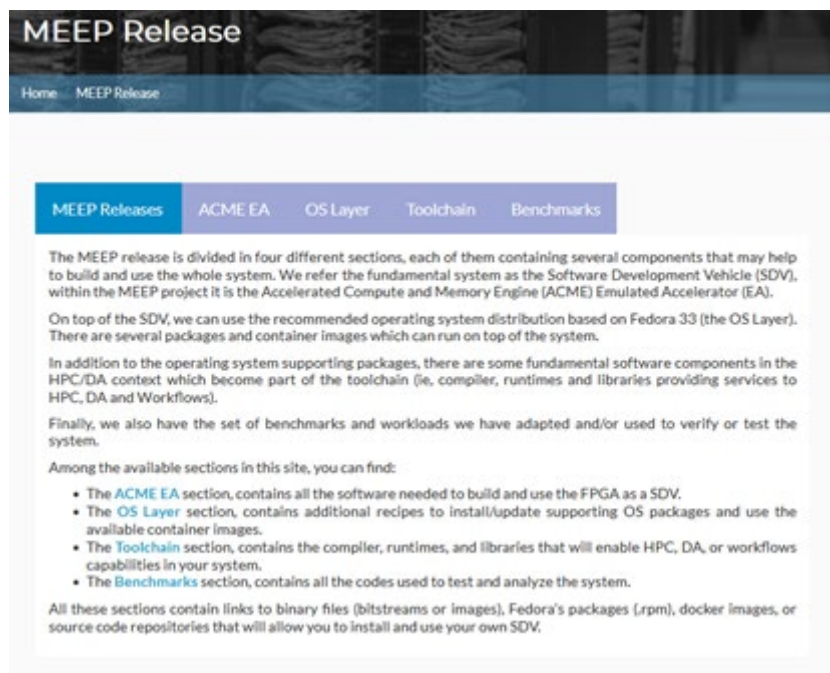 MEEP Release
Home MEEP Release
MEEP Releases ACME EA OS Layer Toolchain Benchmarks
The MEEP release is divided in four different sections, each of them containing several components that may help
to build and use the whole system. We refer the fundamental system as the Software Development Vehicle (SDV),
within the MEEP project it is the Accelerated Compute and Memory Engine (ACME) Emulated Accelerator (EA).
On top of the SDV, we can use the recommended operating system distribution based on Fedora 33 (the OS Layer).
There are several packages and container images which can run on top of the system.
In addition to the operating system supporting packages, there are some fundamental software components in the
HPC/DA context which become part of the toolchain (ie, compiler, runtimes and libraries providing services to
HPC, DA and Workflows).
Finally, we also have the set of benchmarks and workloads we have adapted and/or used to verify or test the
system.
Among the available sections in this site, you can find:
• The ACME EA section, contains all the software needed to build and use the FPGA as a SDV.
• The OS Layer section, contains additional recipes to install/update supporting OS packages and use the
available container images.
• The Toolchain section, contains the compiler, runtimes, and libraries that will enable HPC, DA, or workflows
capabilities in your system.
• The Benchmarks section, contains all the codes used to test and analyze the system.
All these sections contain links to binary files (bitstreams or images), Fedora's packages (.rpm), docker images, or
source code repositories that will allow you to install and use your own SDV.